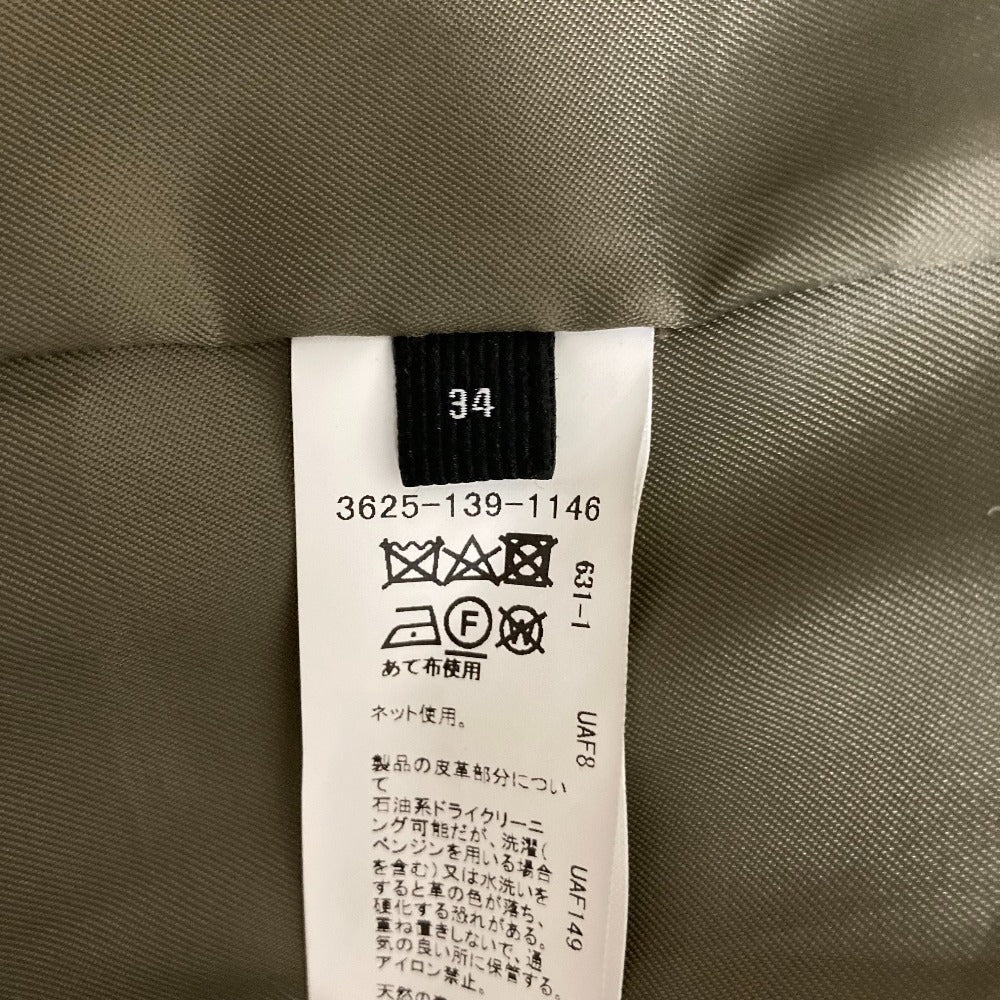 34
3625-139-1146
631-1
F
W
あて布使用
ネット使用。
UAF8
製品の皮革部分につい
て
石油系ドライクリーニ
ング可能だが、洗濯(
ベンジンを用いる場合
を含む)又は水洗いを
すると革の色が落ち、
硬化する恐れがある。
重ね置きしないで、通
気の良い所に保管する。
アイロン禁止。
UAF149
天然の